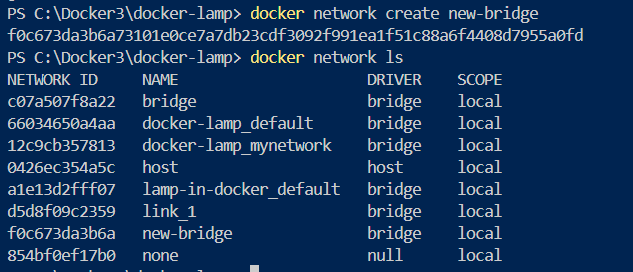 PS C:\Docker3\docker-lamp> docker network create new-bridge
f0c673da3b6a73101e0ce7a7db23cdf3092f991ea1f51c88a6f4408d7955a0fd
PS C:\Docker3\docker-lamp> docker network ls
NETWORK ID NAME DRIVER SCOPE
c07a507f8a22 bridge bridge local
66034650a4aa docker-lamp_default bridge local
12c9cb357813 docker-lamp_mynetwork bridge local
0426ec354a5c host host local
a1e13d2fff07 lamp-in-docker_default bridge local
d5d8f09c2359 link_1 bridge local
f0c673da3b6a new-bridge bridge local
854bf0ef17b0 none null local